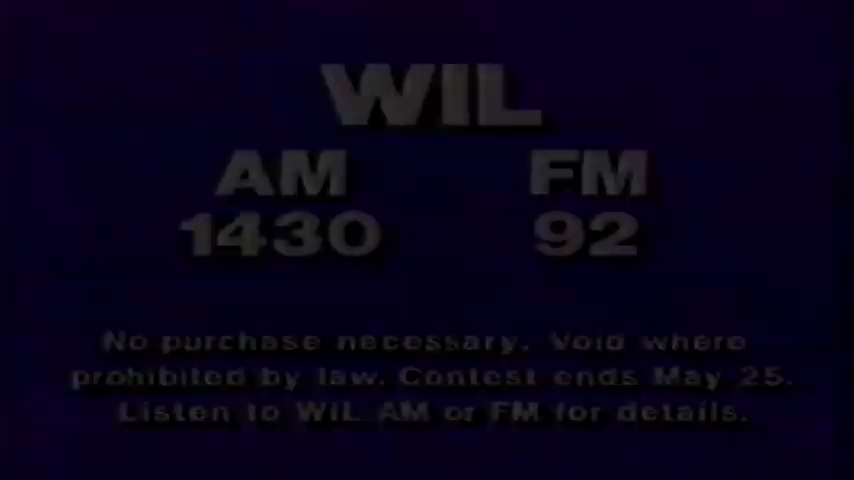 WIL
AM FM
1430 92
No purchase necessary. Void where
prohibited by law. Contest ends May 25.
Listen to WIL AM or FM for details.